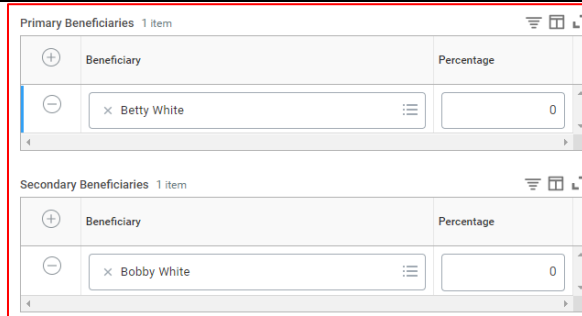 Primary Beneficiaries 1 item
Beneficiary Percentage
× Betty White 0
Secondary Beneficiaries 1 item
Beneficiary Percentage
× Bobby White 0